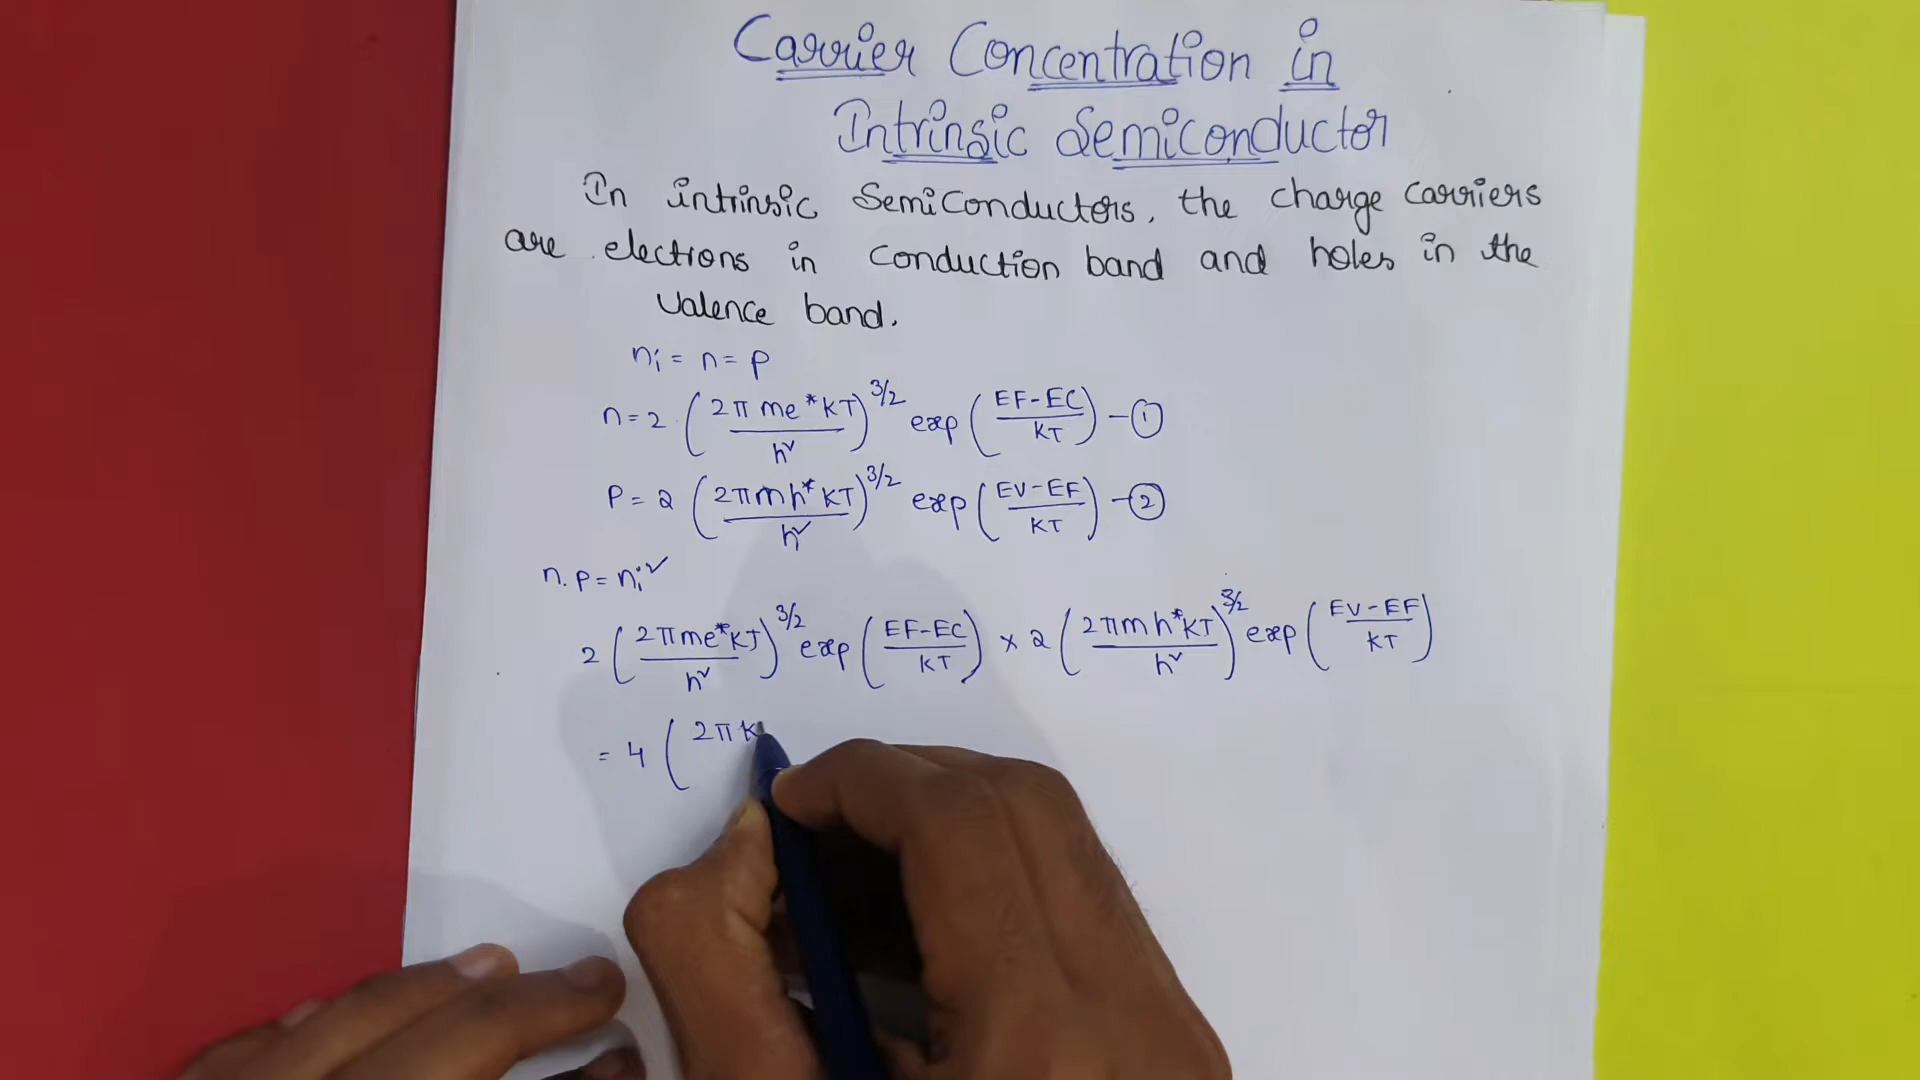 Carrier Concentration in
Intrinsic Semiconductor
In intrinsic Semiconductors, the charge carriers
are electrons in conduction band and holes in the
Valence band.
ni = n = p
n = 2 (2π me* KT / h²)^3/2 exp (EF-EC / KT) - ①
P = 2 (2π mh* KT / h²)^3/2 exp (EV-EF / KT) - ②
n. p = ni²
2 (2π me* KT / h²)^3/2 exp (EF-EC / KT) × 2 (2π mh* KT / h²)^3/2 exp (EV-EF / KT)
= 4 ( 2π K